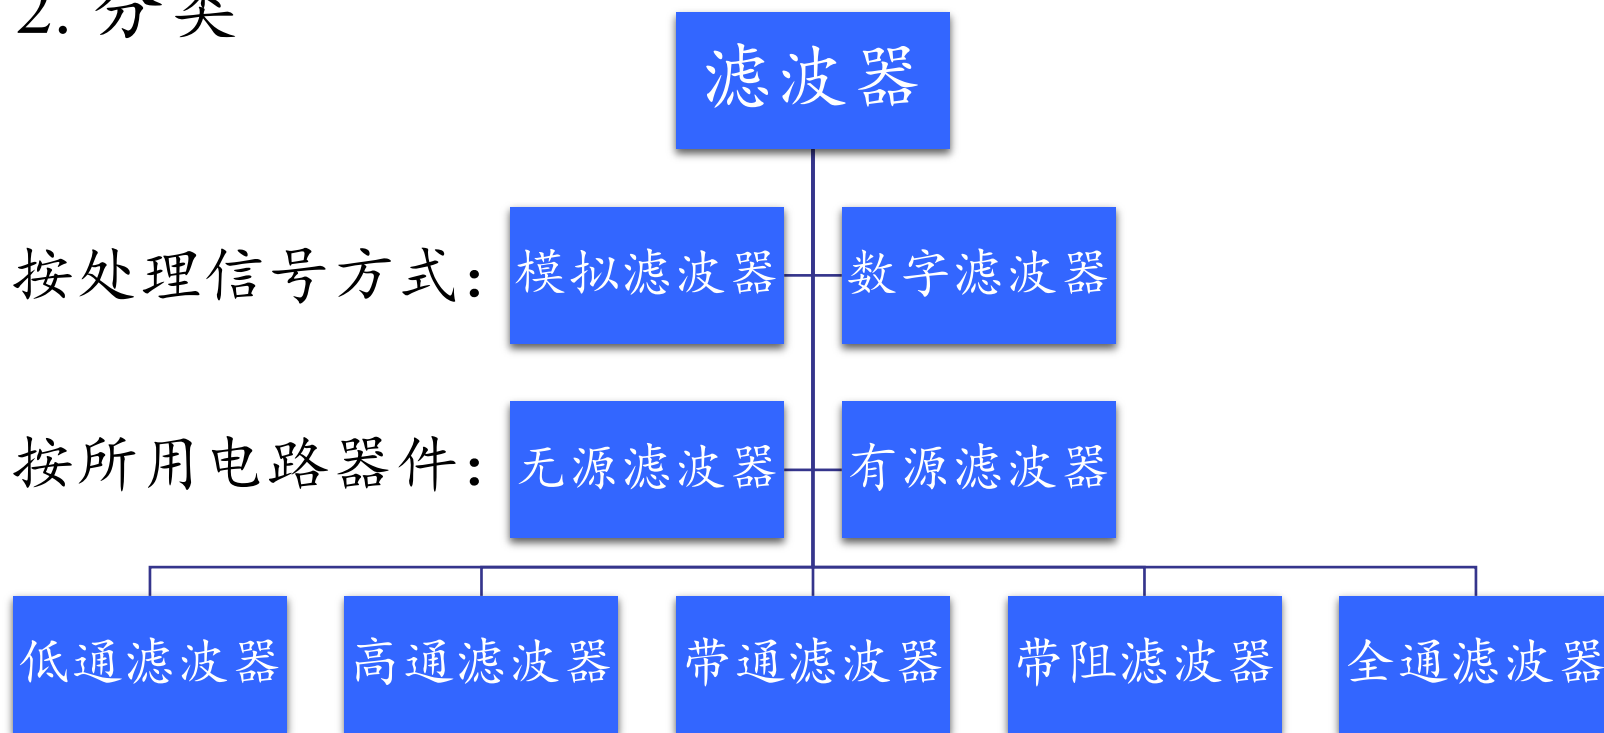 2. 分类
滤波器
按处理信号方式：
模拟滤波器
数字滤波器
按所用电路器件：
无源滤波器
有源滤波器
低通滤波器
高通滤波器
带通滤波器
带阻滤波器
全通滤波器